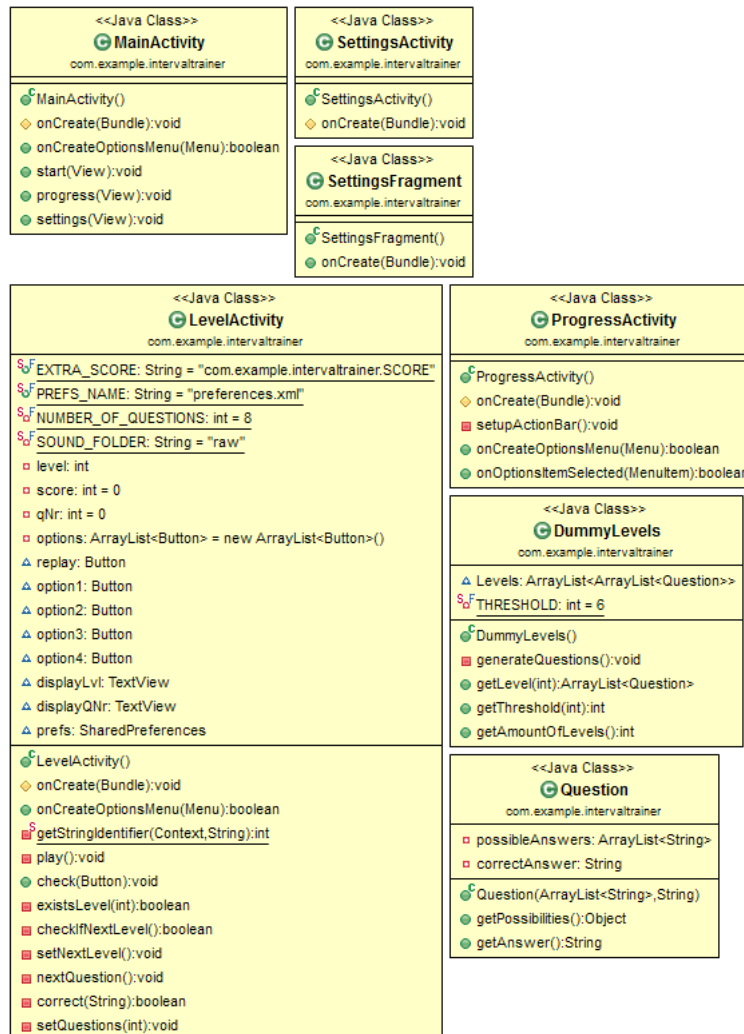 <<Java Class>>
MainActivity
com.example.intervaltrainer
MainActivity()
onCreate(Bundle):void
onCreateOptionsMenu(Menu):boolean
start(View):void
progress(View):void
settings(View):void
<<Java Class>>
SettingsActivity
com.example.intervaltrainer
SettingsActivity()
onCreate(Bundle):void
<<Java Class>>
SettingsFragment
com.example.intervaltrainer
SettingsFragment()
onCreate(Bundle):void
<<Java Class>>
LevelActivity
com.example.intervaltrainer
EXTRA_SCORE: String = "com.example.intervaltrainer.SCORE"
PREFS_NAME: String = "preferences.xml"
NUMBER_OF_QUESTIONS: int = 8
SOUND_FOLDER: String = "raw"
level: int
score: int = 0
qNr: int = 0
options: ArrayList<Button> = new ArrayList<Button>()
replay: Button
option1: Button
option2: Button
option3: Button
option4: Button
displayLvl: TextView
displayQNr: TextView
prefs: SharedPreferences
LevelActivity()
onCreate(Bundle):void
onCreateOptionsMenu(Menu):boolean
getStringIdentifier(Context,String):int
play():void
check(Button):void
existsLevel(int):boolean
checkIfNextLevel():boolean
setNextLevel():void
nextQuestion():void
correct(String):boolean
setQuestions(int):void
<<Java Class>>
ProgressActivity
com.example.intervaltrainer
ProgressActivity()
onCreate(Bundle):void
setupActionBar():void
onCreateOptionsMenu(Menu):boolean
onOptionsItemSelected(MenuItem):boolean
<<Java Class>>
DummyLevels
com.example.intervaltrainer
Levels: ArrayList<ArrayList<Question>>
THRESHOLD: int = 6
DummyLevels()
generateQuestions():void
getLevel(int):ArrayList<Question>
getThreshold(int):int
getAmountOfLevels():int
<<Java Class>>
Question
com.example.intervaltrainer
possibleAnswers: ArrayList<String>
correctAnswer: String
Question(ArrayList<String>,String)
getPossibilities():Object
getAnswer():String